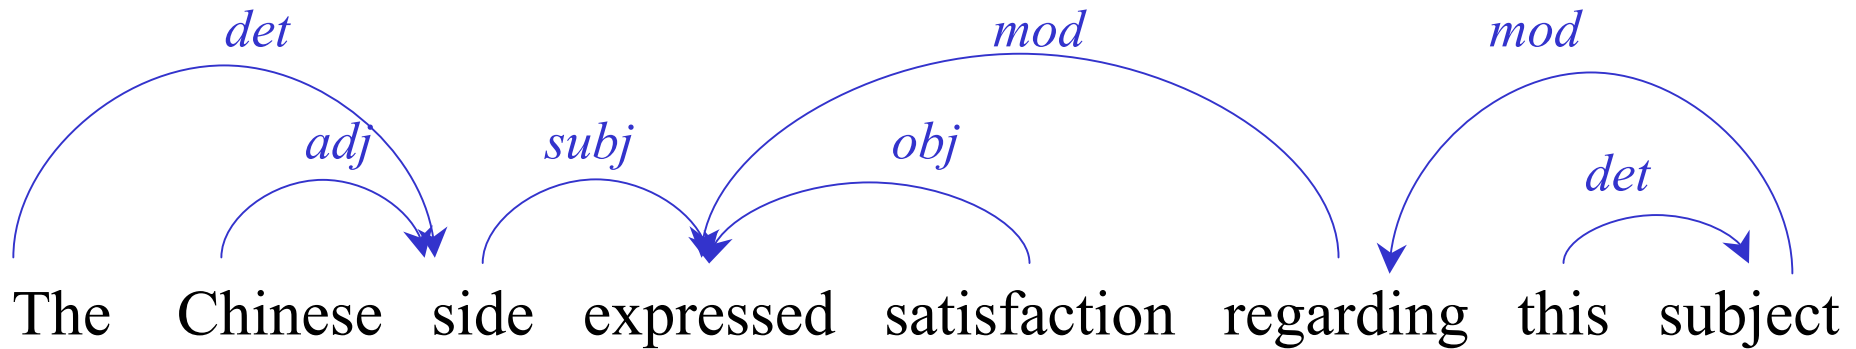 det mod mod
adj subj obj det
The Chinese side expressed satisfaction regarding this subject